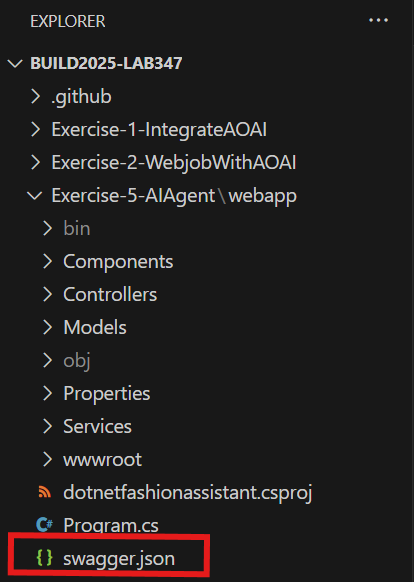 EXPLORER
BUILD2025-LAB347
.github
Exercise-1-IntegrateAOAI
Exercise-2-WebjobWithAOAI
Exercise-5-AIAgent\webapp
bin
Components
Controllers
Models
obj
Properties
Services
wwwroot
dotnetfashionassistant.csproj
C# Program.cs
{} swagger.json